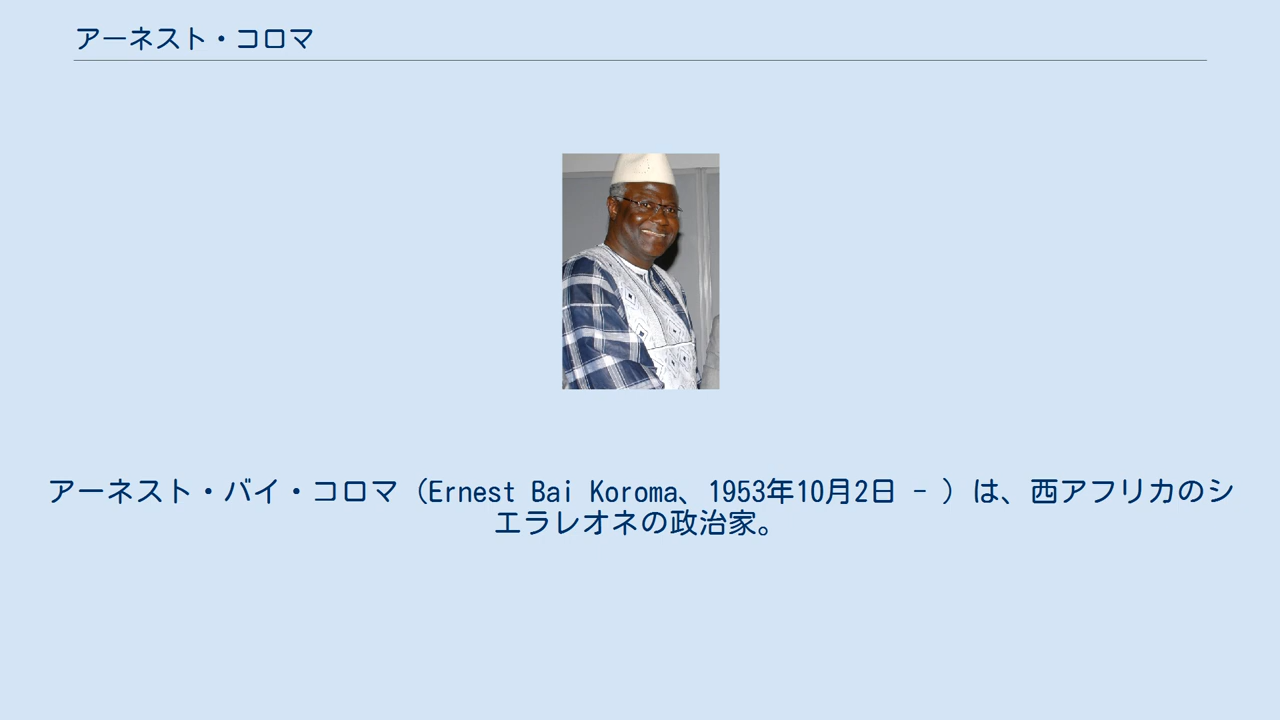 アーネスト・コロマ
アーネスト・バイ・コロマ（Ernest Bai Koroma、1953年10月2日 - ）は、西アフリカのシ
エラレオネの政治家。